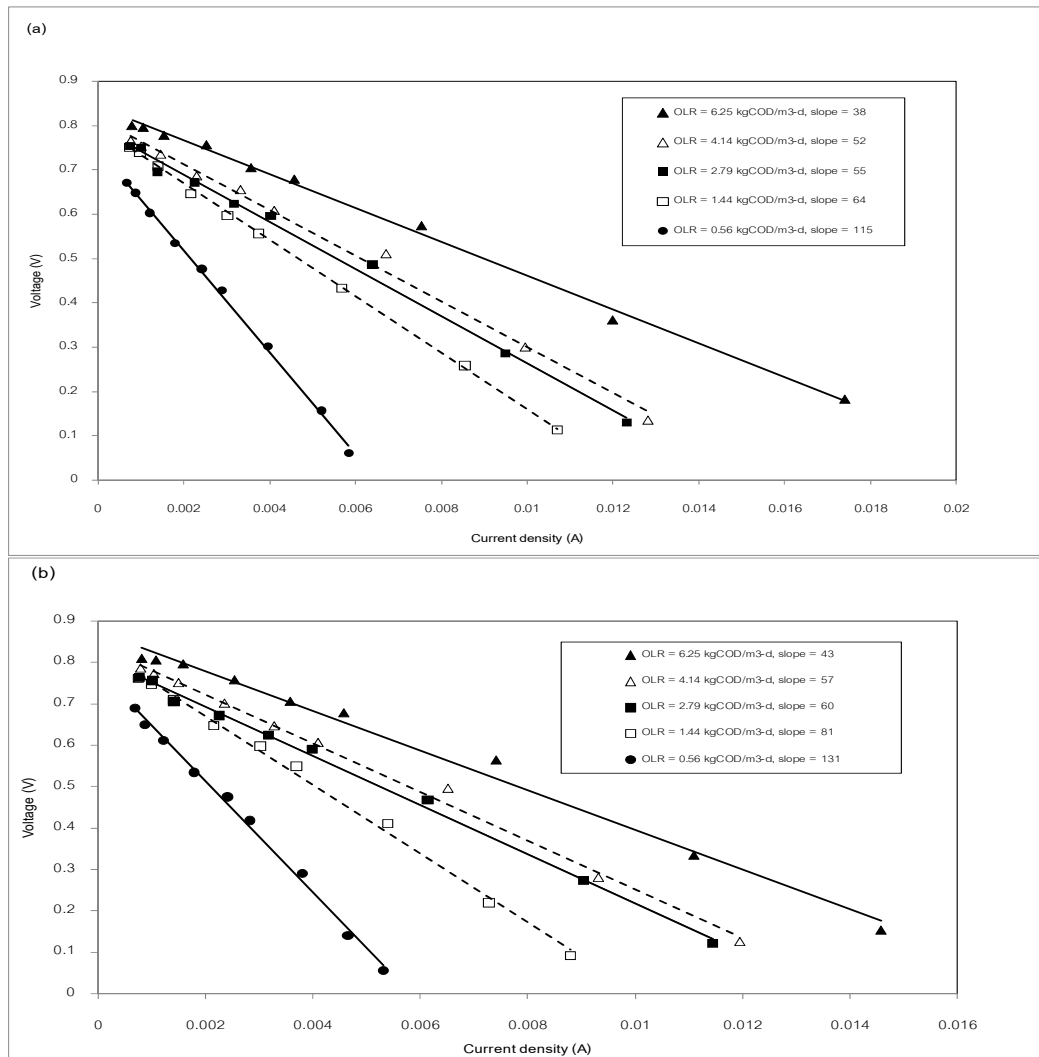 (a)
0.9
0.8
0.7
0.6
0.5
0.4
0.3
0.2
0.1
0
Voltage (V)
OLR = 6.25 kgCOD/m3-d, slope = 38
OLR = 4.14 kgCOD/m3-d, slope = 52
OLR = 2.79 kgCOD/m3-d, slope = 55
OLR = 1.44 kgCOD/m3-d, slope = 64
OLR = 0.56 kgCOD/m3-d, slope = 115
0 0.002 0.004 0.006 0.008 0.01 0.012 0.014 0.016 0.018 0.02
Current density (A)
(b)
0.9
0.8
0.7
0.6
0.5
0.4
0.3
0.2
0.1
0
Voltage (V)
OLR = 6.25 kgCOD/m3-d, slope = 43
OLR = 4.14 kgCOD/m3-d, slope = 57
OLR = 2.79 kgCOD/m3-d, slope = 60
OLR = 1.44 kgCOD/m3-d, slope = 81
OLR = 0.56 kgCOD/m3-d, slope = 131
0 0.002 0.004 0.006 0.008 0.01 0.012 0.014 0.016
Current density (A)